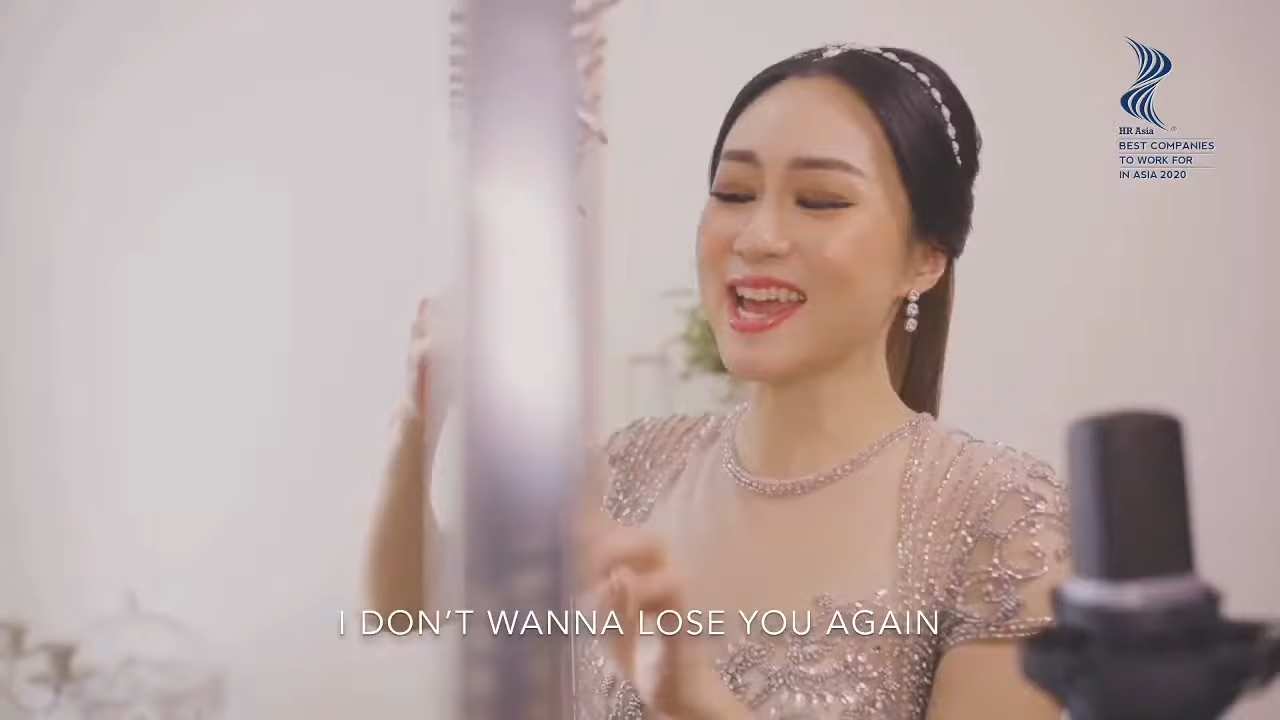 HR Asia
BEST COMPANIES
TO WORK FOR
IN ASIA 2020
I DON'T WANNA LOSE YOU AGAIN